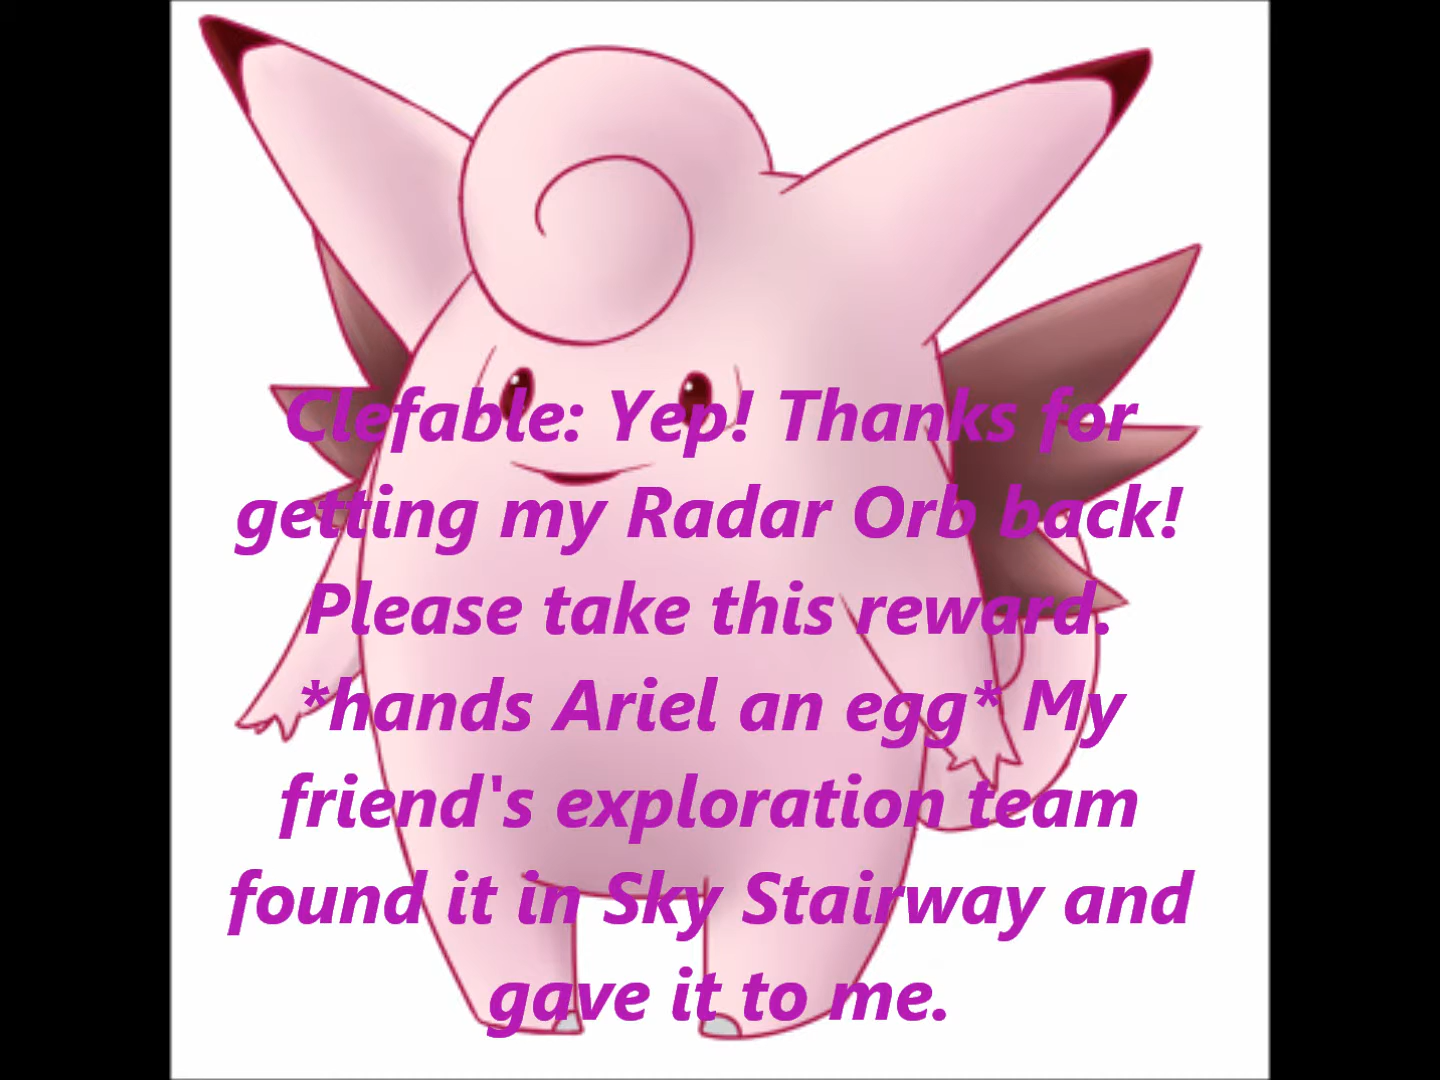 Clefable: Yep! Thanks for
getting my Radar Orb back!
Please take this reward.
*hands Ariel an egg* My
friend's exploration team
found it in Sky Stairway and
gave it to me.